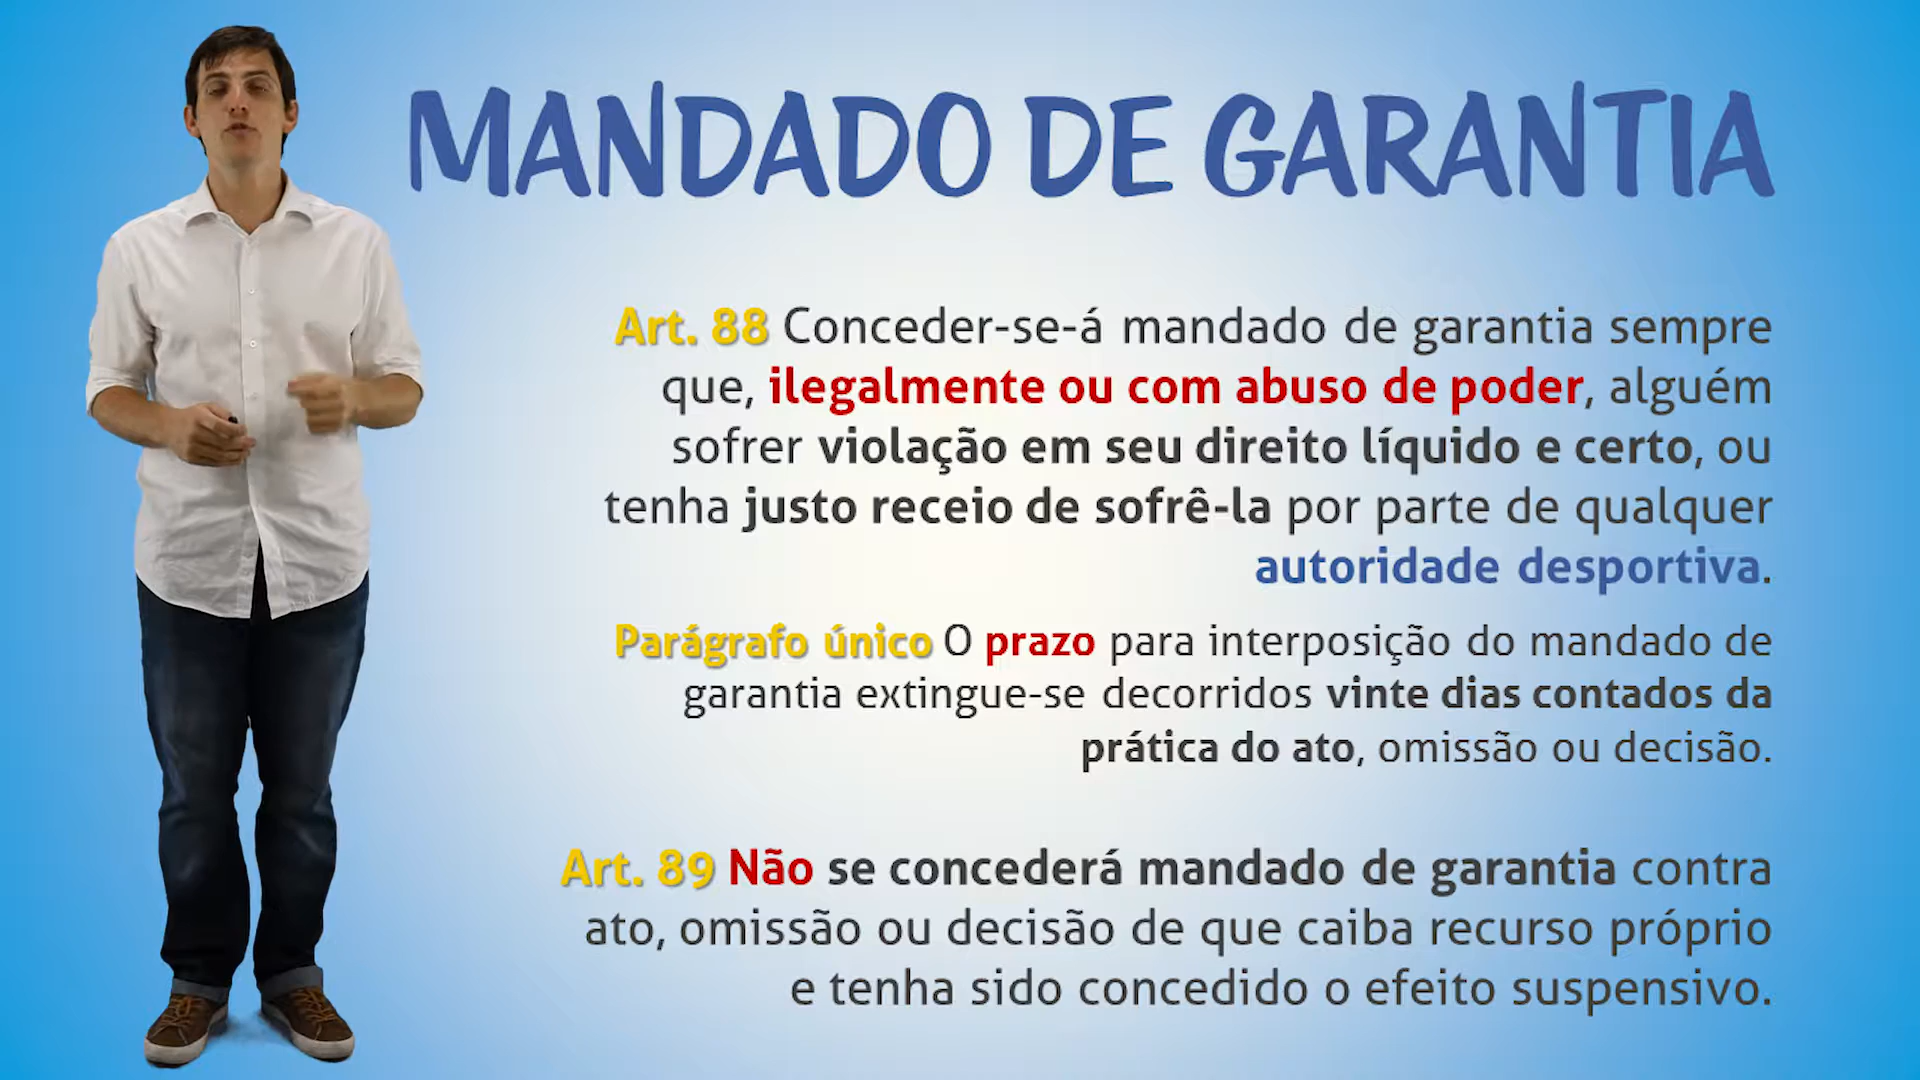 MANDADO DE GARANTIA
Art. 88 Conceder-se-á mandado de garantia sempre
que, ilegalmente ou com abuso de poder, alguém
sofrer violação em seu direito líquido e certo, ou
tenha justo receio de sofrê-la por parte de qualquer
autoridade desportiva.
Parágrafo único O prazo para interposição do mandado de
garantia extingue-se decorridos vinte dias contados da
prática do ato, omissão ou decisão.
Art. 89 Não se concederá mandado de garantia contra
ato, omissão ou decisão de que caiba recurso próprio
e tenha sido concedido o efeito suspensivo.